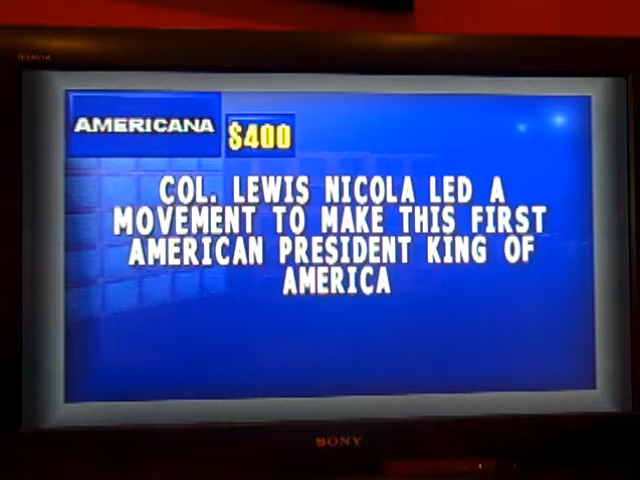 AMERICANA
$400
COL. LEWIS NICOLA LED A
MOVEMENT TO MAKE THIS FIRST
AMERICAN PRESIDENT KING OF
AMERICA
SONY